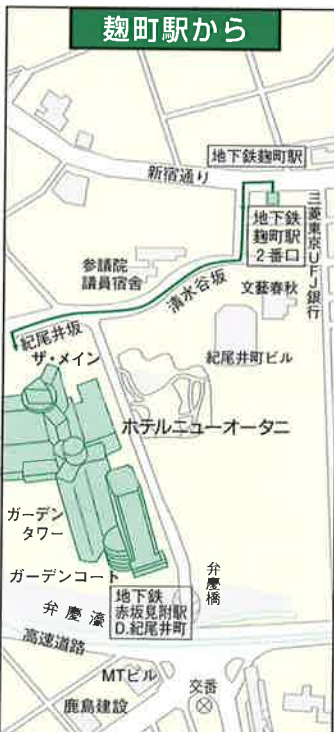 麹町駅から
地下鉄麹町駅
新宿通り
地下鉄
麹町駅
2番口
三菱東京UFJ銀行
参議院
議員宿舎
清水谷坂
文藝春秋
紀尾井坂
紀尾井町ビル
ザ・メイン
ホテルニューオータニ
ガーデン
タワー
ガーデンコート
弁慶橋
地下鉄
赤坂見附駅
D.紀尾井町
弁慶濠
高速道路
MTビル
交番
鹿島建設